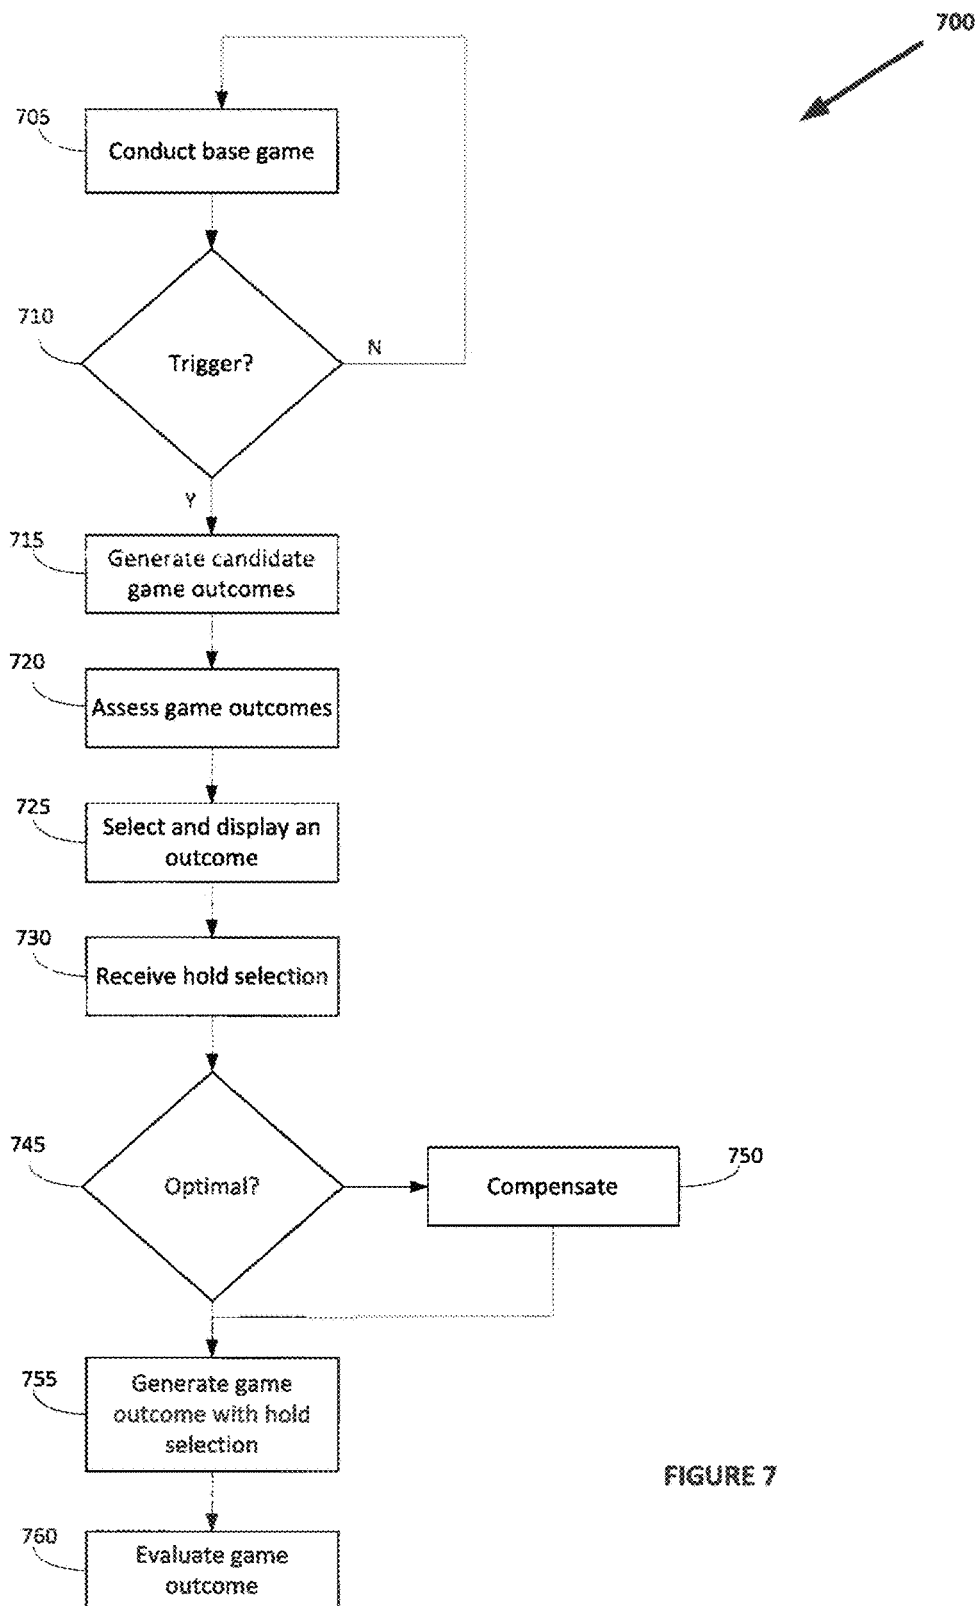 700
705
Conduct base game
710
Trigger?
N
Y
715
Generate candidate
game outcomes
720
Assess game outcomes
725
Select and display an
outcome
730
Receive hold selection
745
Optimal?
750
Compensate
755
Generate game
outcome with hold
selection
FIGURE 7
760
Evaluate game
outcome